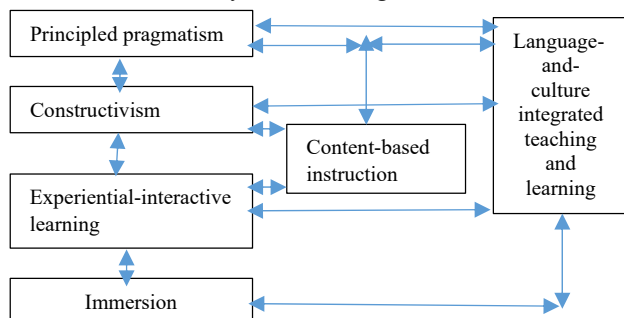 Principled pragmatism
Constructivism
Experiential-interactive
learning
Immersion
Content-based
instruction
Language-
and-
culture
integrated
teaching
and
learning